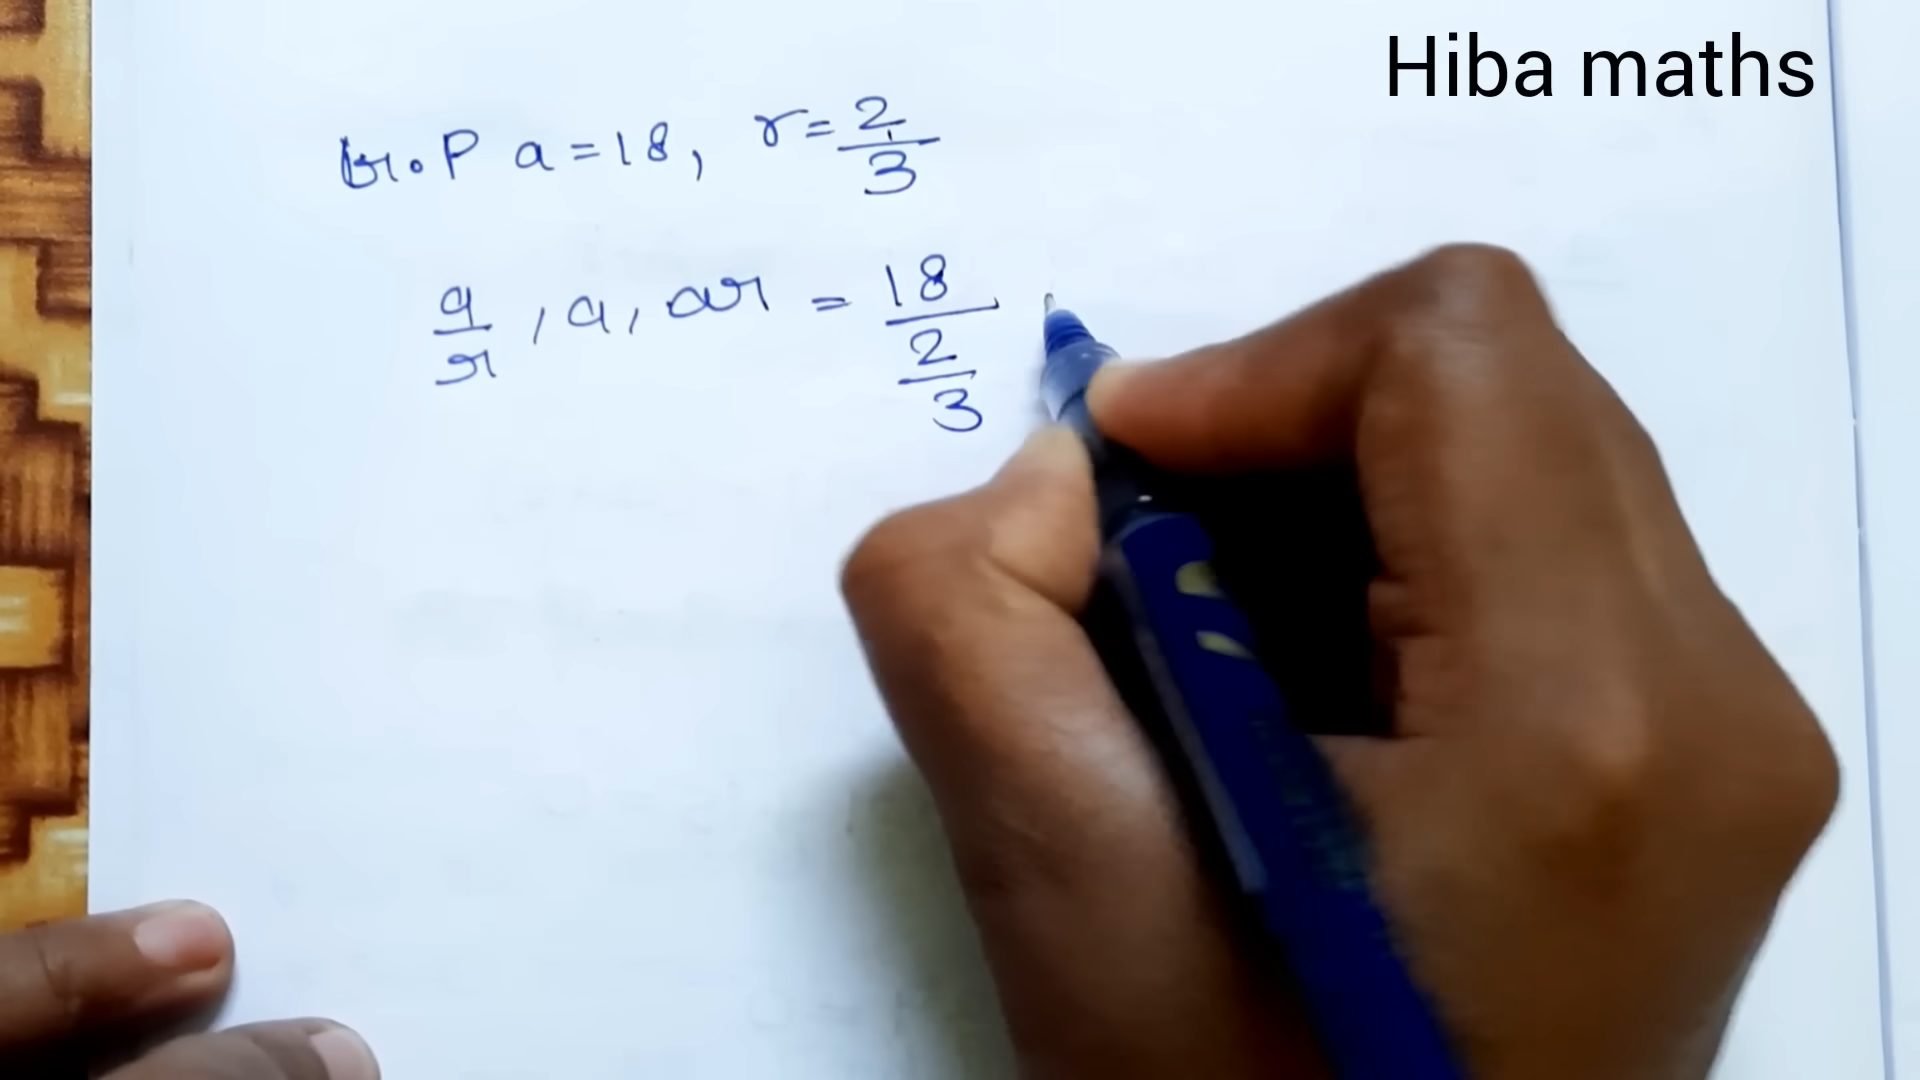 Hiba maths
G.P a=18, r=2/3
a/r, a, ar = 18/(2/3)